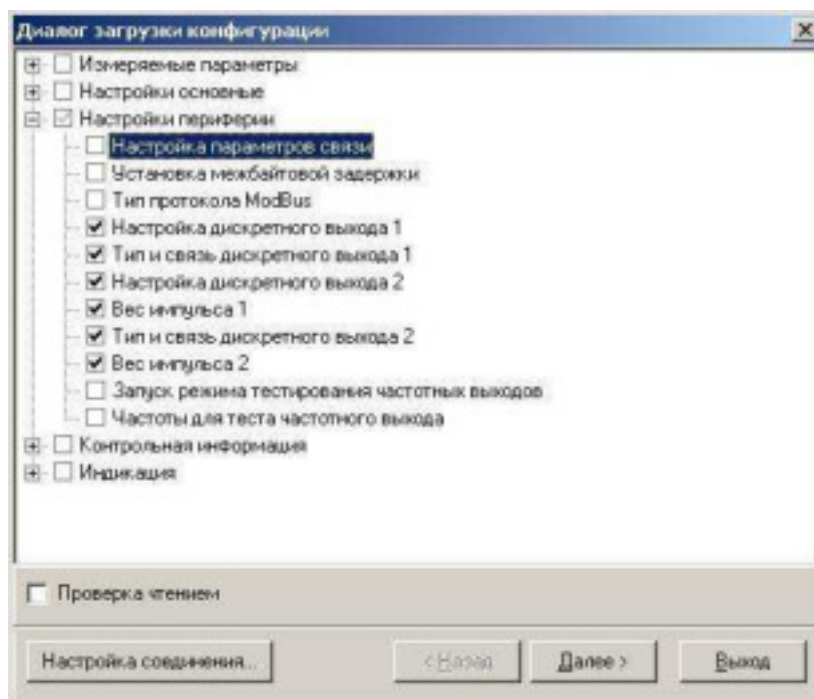 Диалог загрузки конфигурации
Измеряемые параметры
Настройки основные
Настройки периферии
Настройка параметров связи
Установка межбайтовой задержки
Тип протокола ModBus
Настройка дискретного выхода 1
Тип и связь дискретного выхода 1
Настройка дискретного выхода 2
Вес импульса 1
Тип и связь дискретного выхода 2
Вес импульса 2
Запуск режима тестирования частотных выходов
Частоты для теста частотного выхода
Контрольная информация
Индикация
Проверка чтением
Настройка соединения... < Назад Далее > Выход